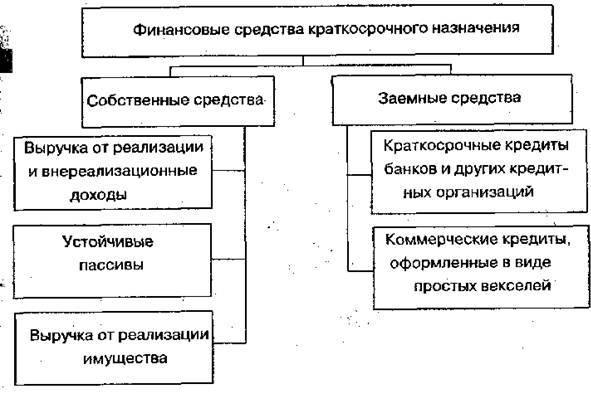 Финансовые средства краткосрочного назначения
Собственные средства
Заемные средства
Выручка от реализации
и внереализационные
доходы
Устойчивые
пассивы
Выручка от реализации
имущества
Краткосрочные кредиты
банков и других кредит-
ных организаций
Коммерческие кредиты,
оформленные в виде
простых векселей